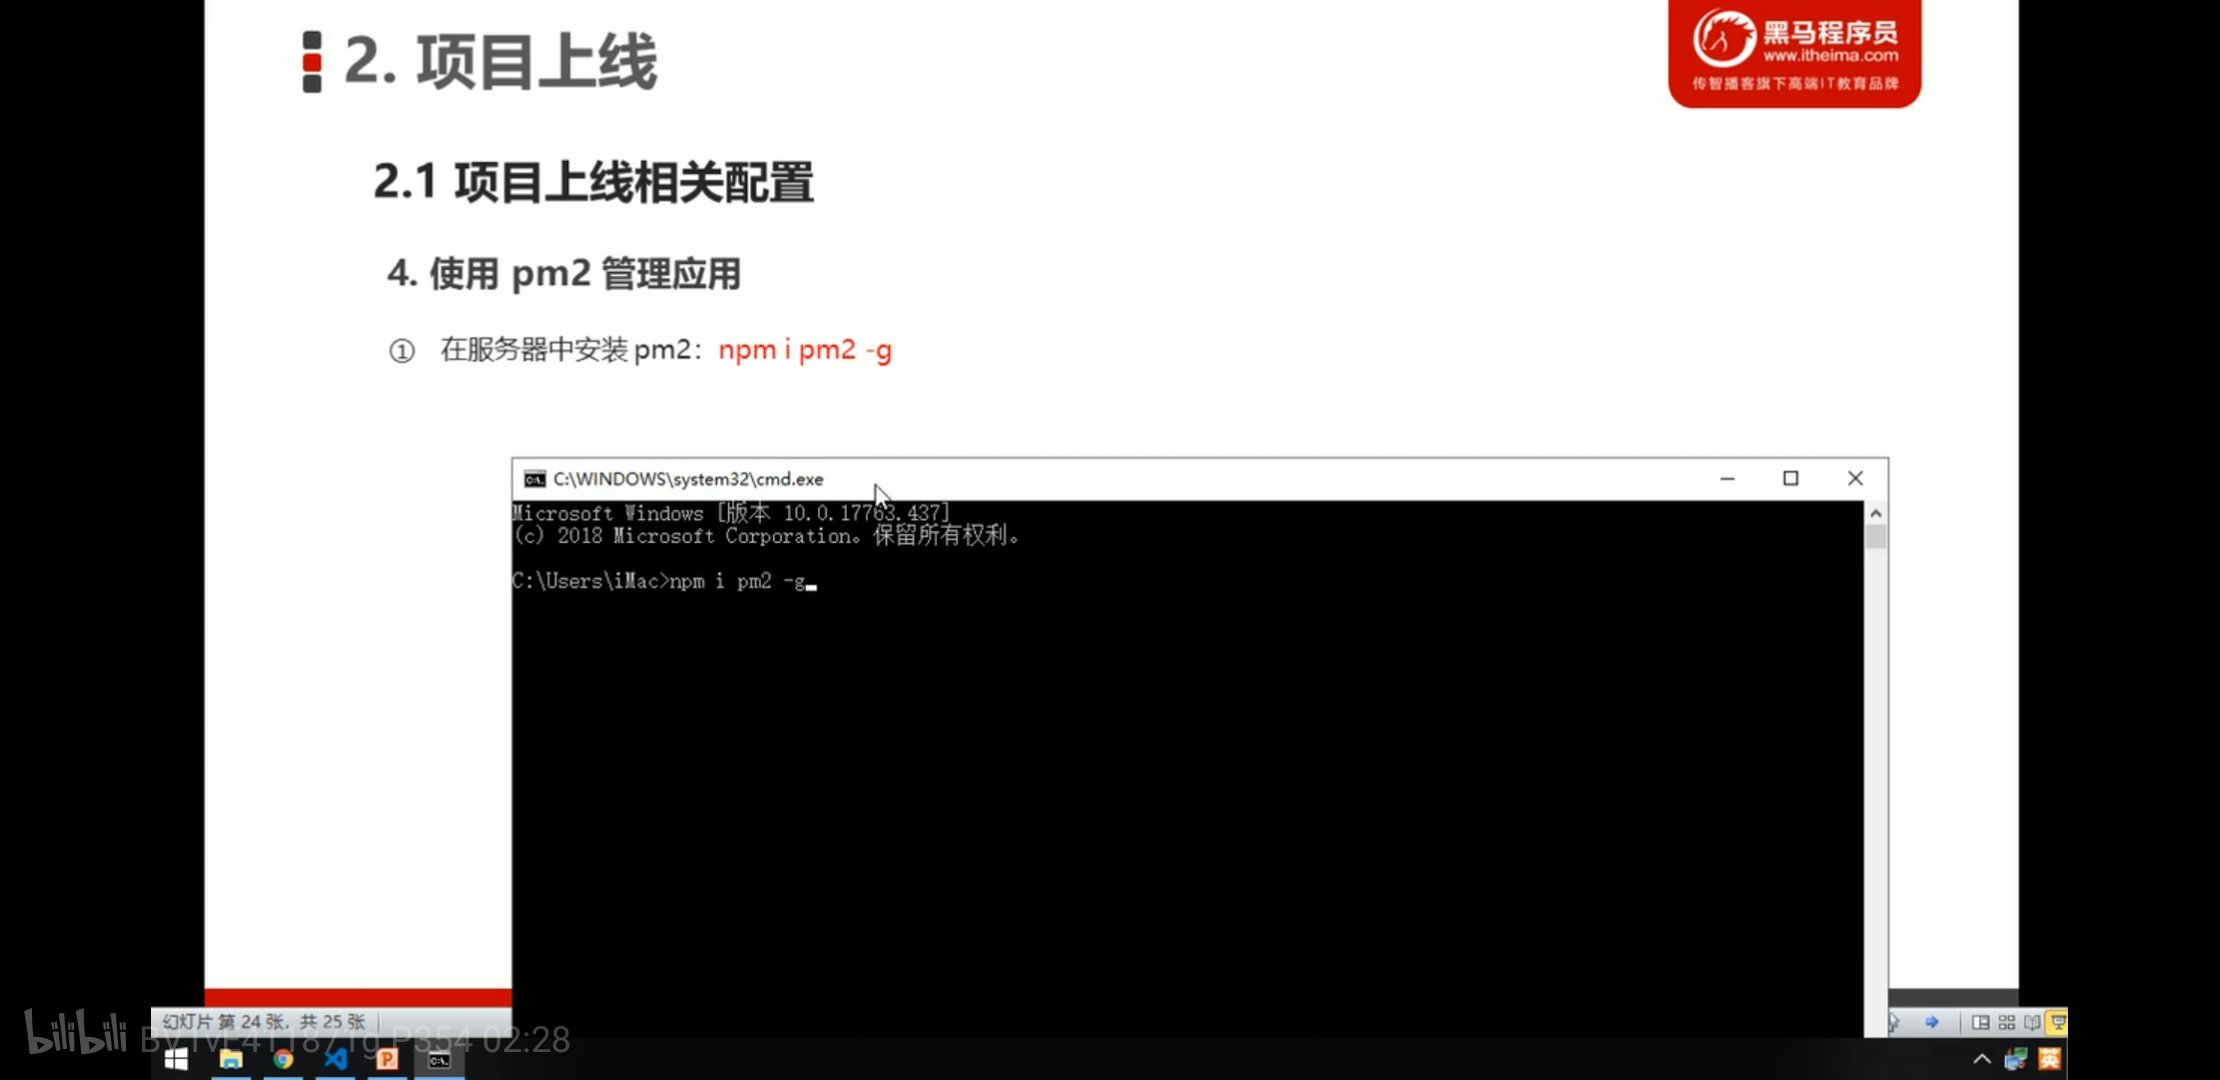 2. 项目上线
黑马程序员
www.itheima.com
传智播客旗下高端IT教育品牌
2.1 项目上线相关配置
4. 使用 pm2 管理应用
① 在服务器中安装 pm2：npm i pm2 -g
C:\WINDOWS\system32\cmd.exe
Microsoft Windows [版本 10.0.17763.437]
(c) 2018 Microsoft Corporation。保留所有权利。
C:\Users\iMac>npm i pm2 -g
幻灯片 第 24 张，共 25 张
bilibili
P354 02:28
英